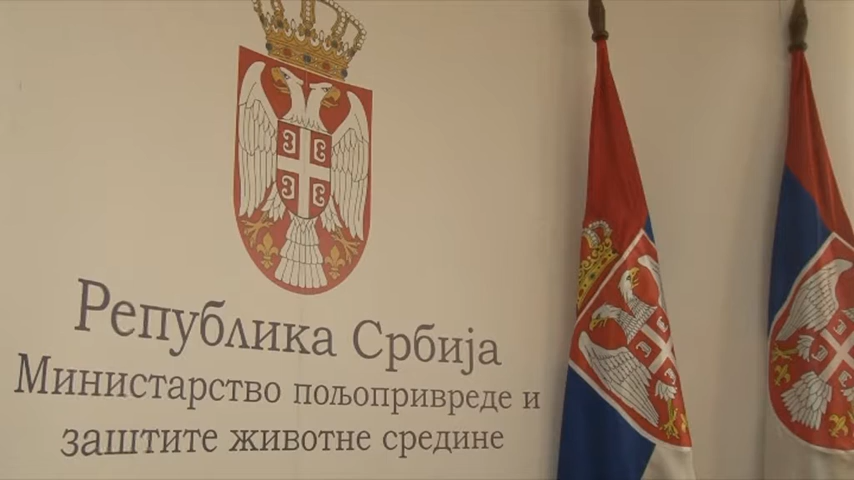 Република Србија
Министарство пољопривреде и
заштите животне средине